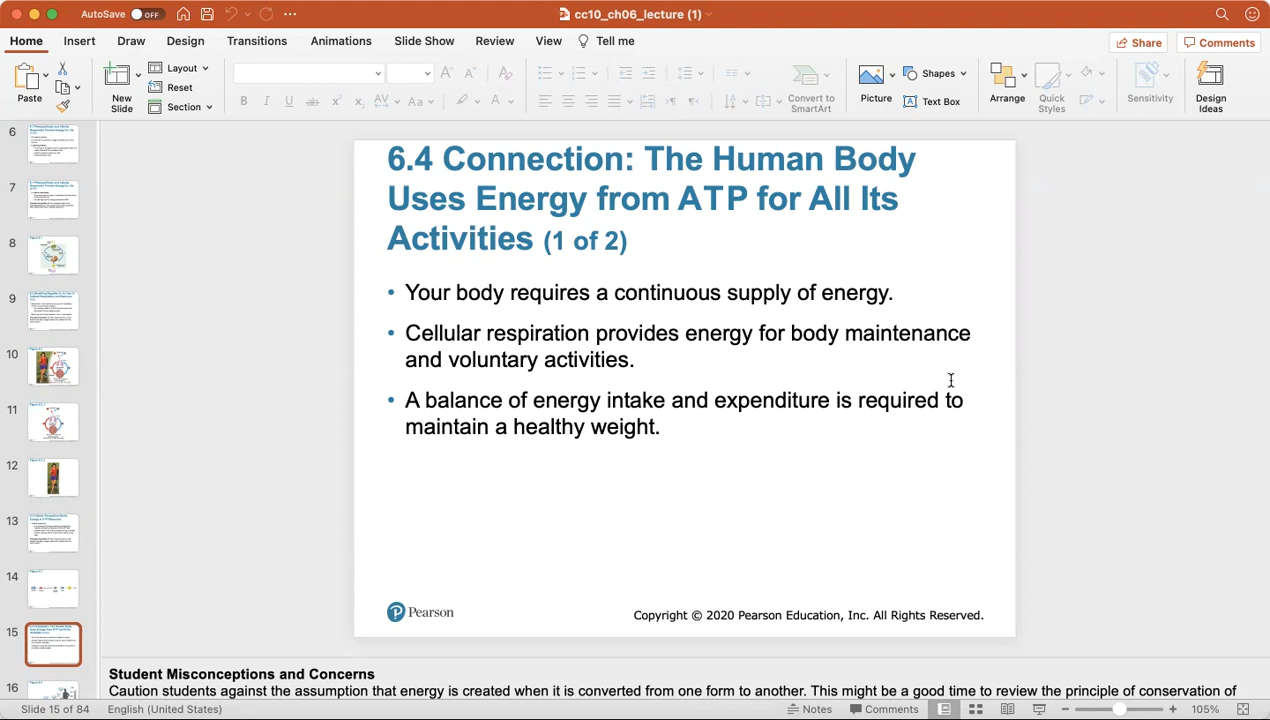 AutoSave OFF
cc10_ch06_lecture (1)
Home Insert Draw Design Transitions Animations Slide Show Review View Tell me
Share Comments
Paste
New
Slide
Layout
Reset
Section
Convert to
SmartArt
Picture
Shapes
Text Box
Arrange
Quick
Styles
Sensitivity
Design
Ideas
6
7
8
9
10
11
12
13
14
15
16
6.4 Connection: The Human Body
Uses Energy from ATP for All Its
Activities (1 of 2)
• Your body requires a continuous supply of energy.
• Cellular respiration provides energy for body maintenance
and voluntary activities.
• A balance of energy intake and expenditure is required to
maintain a healthy weight.
Pearson
Copyright © 2020 Pearson Education, Inc. All Rights Reserved.
Student Misconceptions and Concerns
Caution students against the assumption that energy is created when it is converted from one form to another. This might be a good time to review the principle of conservation of
Slide 15 of 84 English (United States) Notes Comments 105%